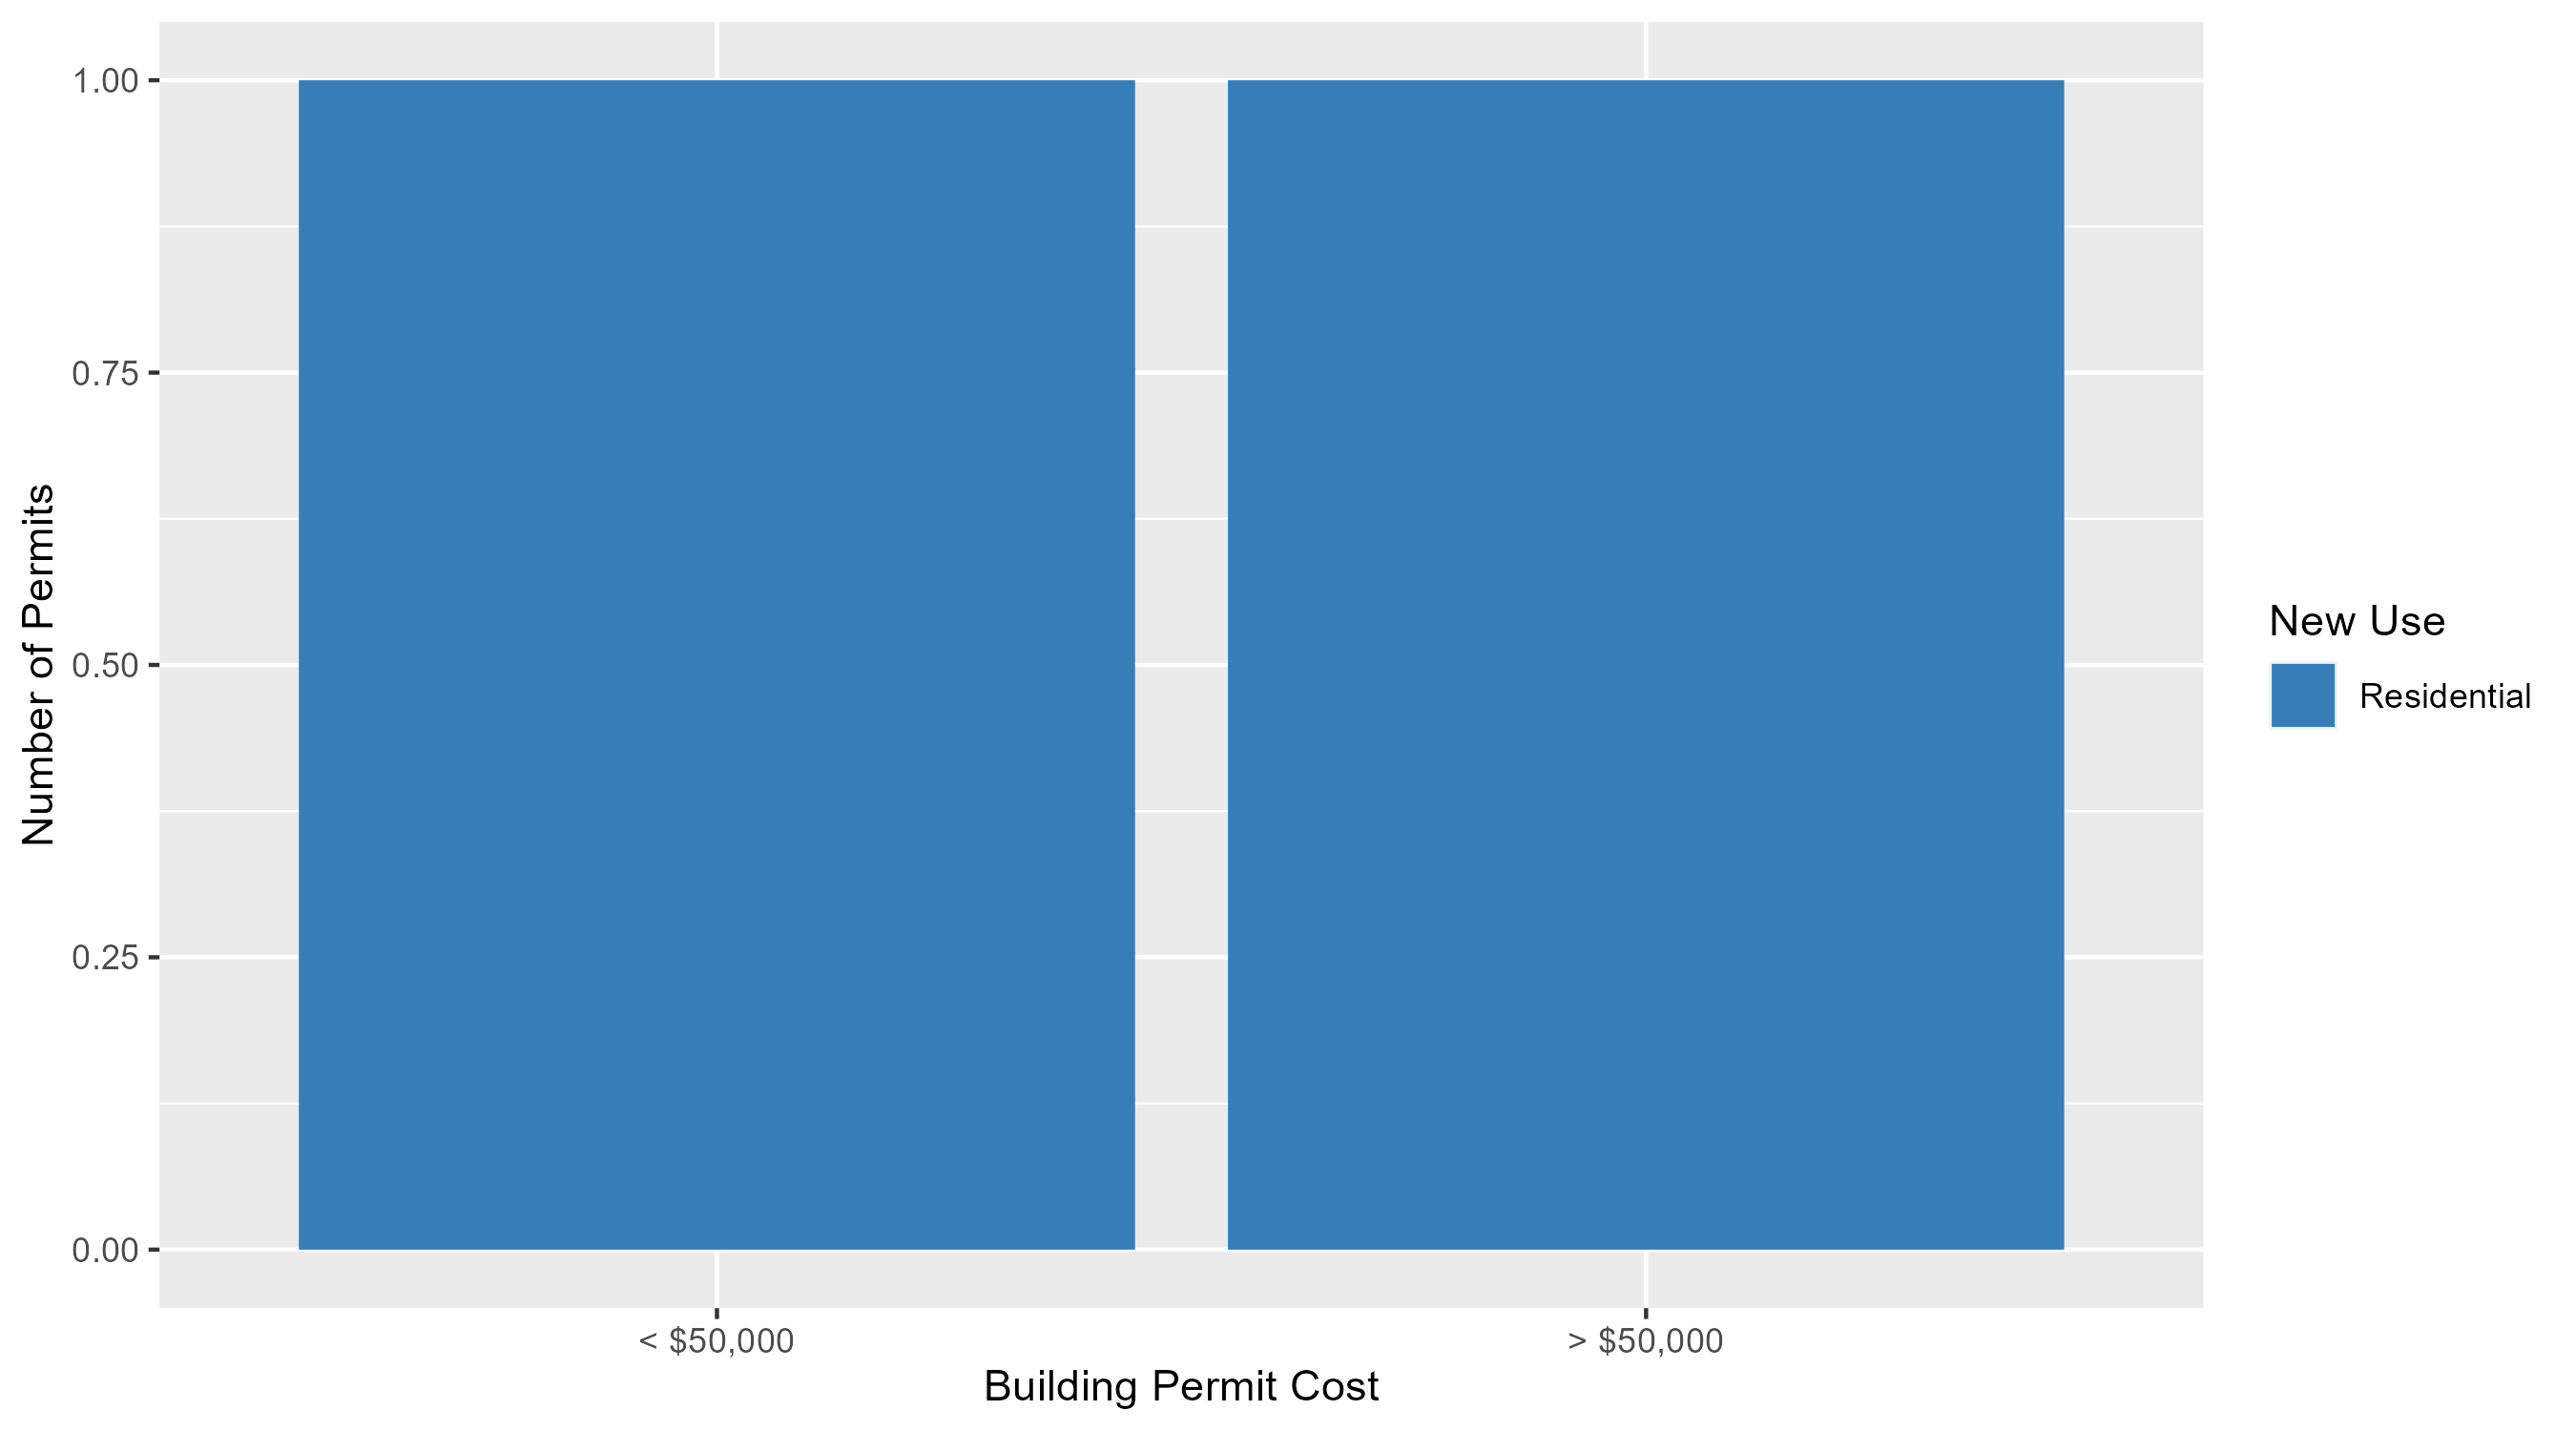 1.00
0.75
0.50
0.25
0.00
Number of Permits
< $50,000
> $50,000
Building Permit Cost
New Use
Residential